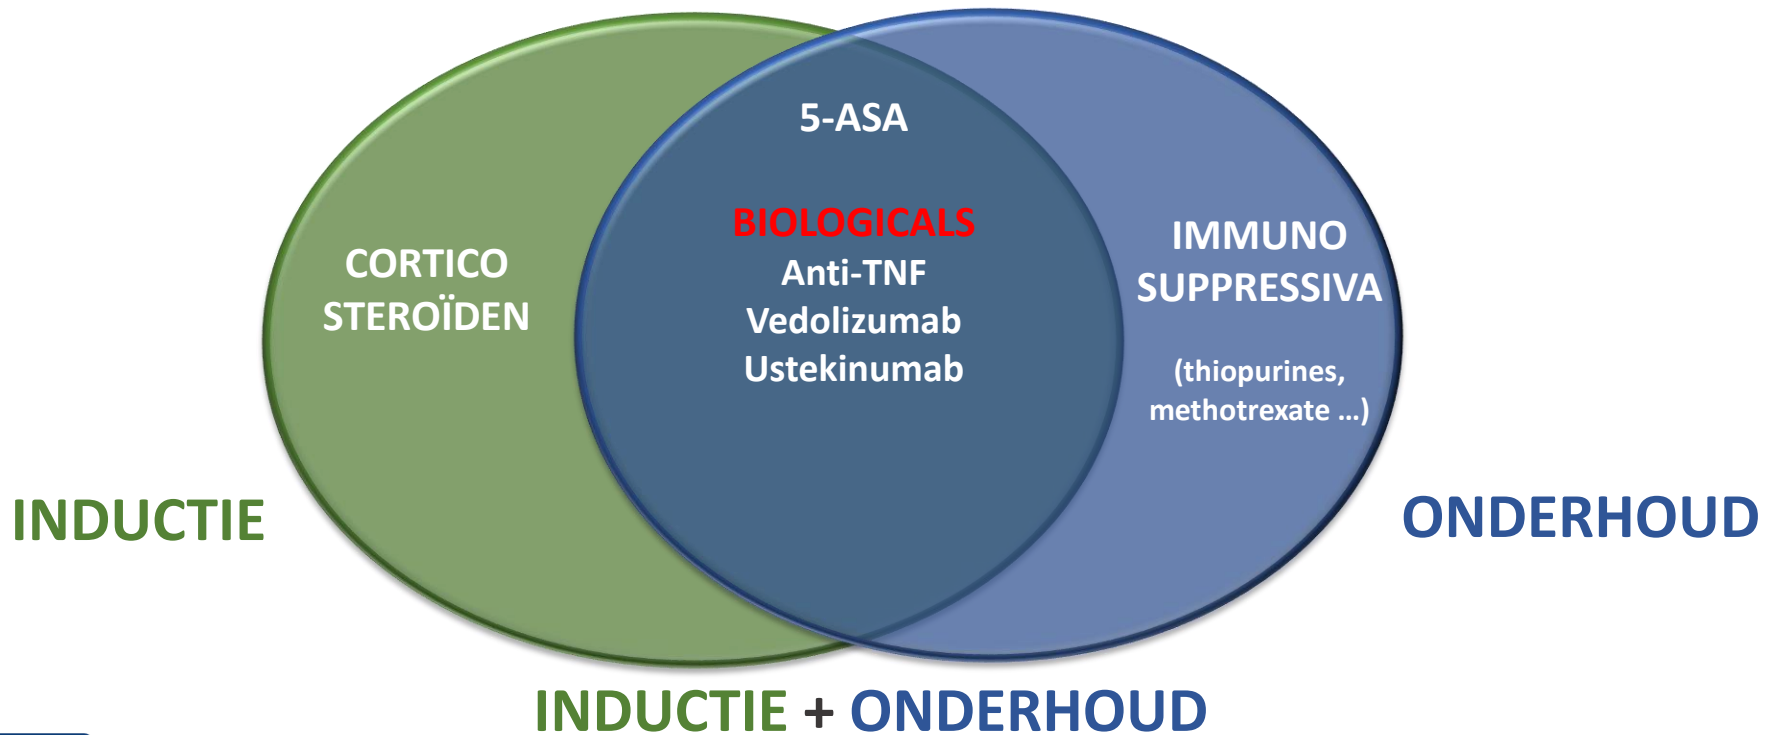 5-ASA
BIOLOGICALS
Anti-TNF
Vedolizumab
Ustekinumab
CORTICO
STEROÏDEN
IMMUNO
SUPPRESSIVA
(thiopurines,
methotrexate ...)
INDUCTIE
ONDERHOUD
INDUCTIE + ONDERHOUD